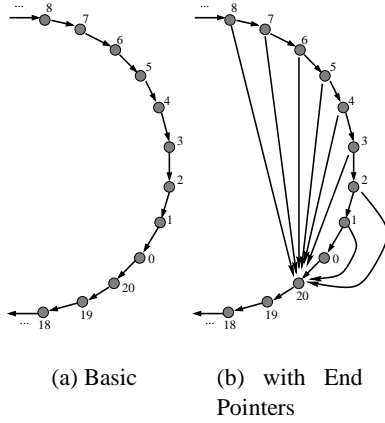 ... 8 7 6 5 4 3 2 1 0 20 19 18 ...
... 8 7 6 5 4 3 2 1 0 20 19 18 ...
(a) Basic
(b) with End
Pointers